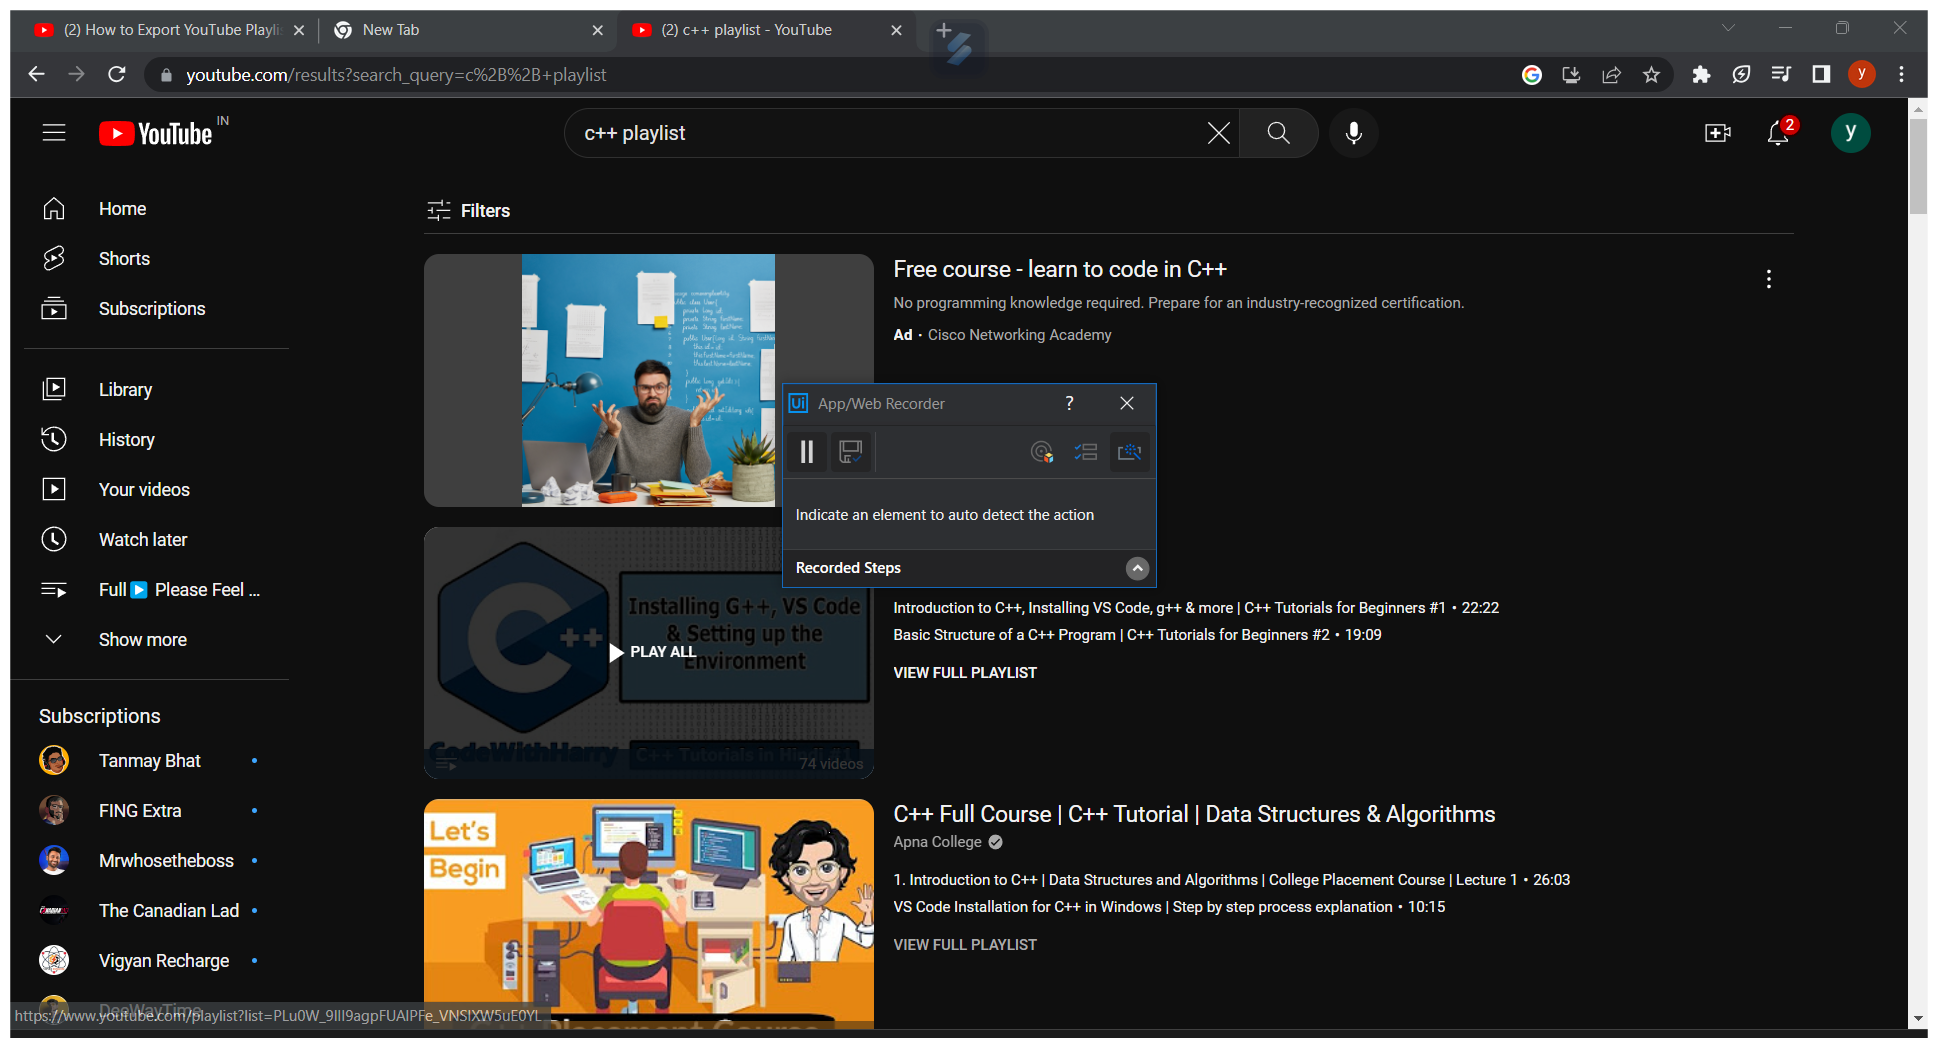 (2) How to Export YouTube Playli
New Tab
(2) c++ playlist - YouTube
youtube.com/results?search_query=c%2B%2B+playlist
y
YouTube IN
c++ playlist
2
y
Home
Shorts
Subscriptions
Library
History
Your videos
Watch later
Full▶️ Please Feel ...
Show more
Subscriptions
Tanmay Bhat
FING Extra
Mrwhosetheboss
The Canadian Lad
Vigyan Recharge
Filters
Free course - learn to code in C++
No programming knowledge required. Prepare for an industry-recognized certification.
Ad • Cisco Networking Academy
Ui App/Web Recorder ?
Indicate an element to auto detect the action
Recorded Steps
C++
Installing G++, VS Code
& Setting up the
Environment
PLAY ALL
CodeWithHarry
C++ Tutorials in Hindi #1
74 videos
Introduction to C++, Installing VS Code, g++ & more | C++ Tutorials for Beginners #1 • 22:22
Basic Structure of a C++ Program | C++ Tutorials for Beginners #2 • 19:09
VIEW FULL PLAYLIST
Let's
Begin
C++ Placement Course
C++ Full Course | C++ Tutorial | Data Structures & Algorithms
Apna College
1. Introduction to C++ | Data Structures and Algorithms | College Placement Course | Lecture 1 • 26:03
VS Code Installation for C++ in Windows | Step by step process explanation • 10:15
VIEW FULL PLAYLIST